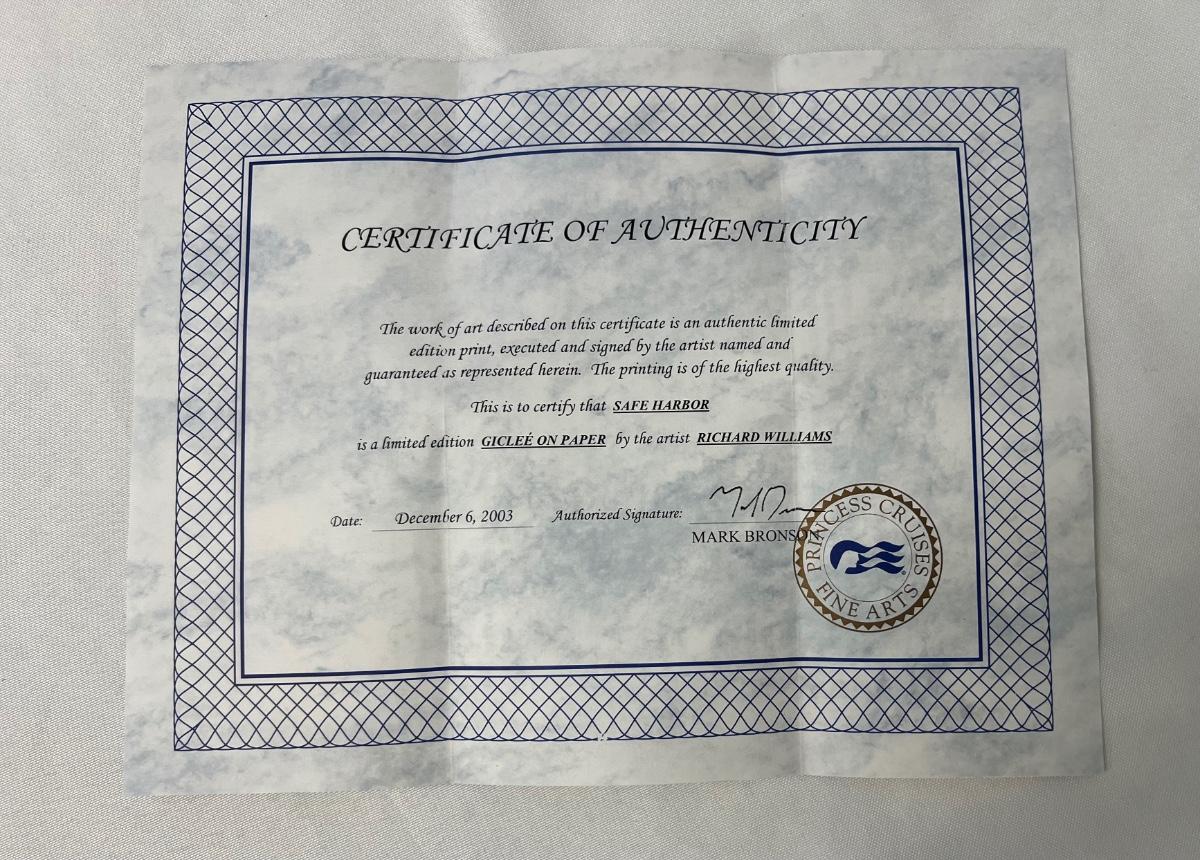 CERTIFICATE OF AUTHENTICITY
The work of art described on this certificate is an authentic limited
edition print, executed and signed by the artist named and
guaranteed as represented herein. The printing is of the highest quality.
This is to certify that SAFE HARBOR
is a limited edition GICLEÉ ON PAPER by the artist RICHARD WILLIAMS
Date: December 6, 2003 Authorized Signature:
MARK BRONSON
PRINCESS CRUISES
FINE ARTS